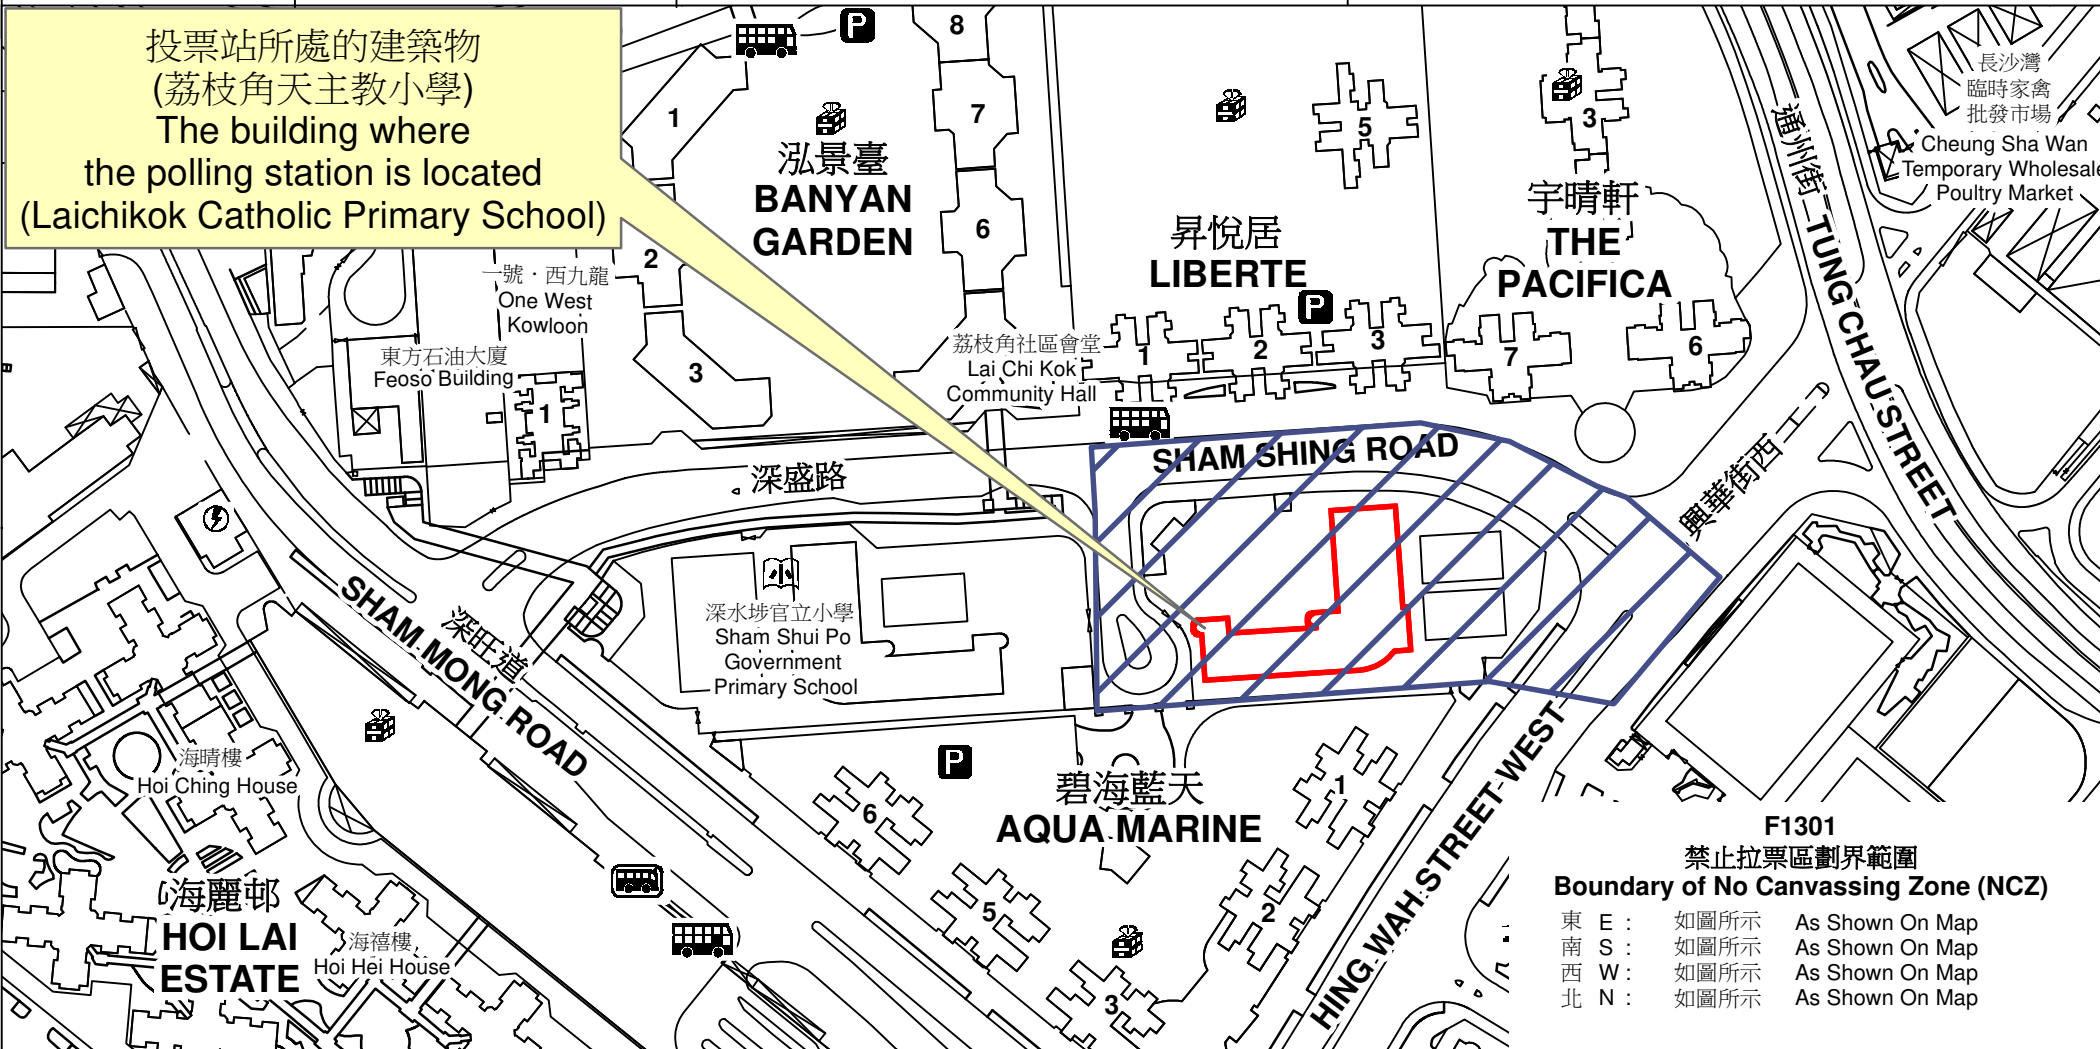 投票站所處的建築物
(荔枝角天主教小學)
The building where
the polling station is located
(Laichikok Catholic Primary School)
P
8
1
7
泓景臺
BANYAN
GARDEN
6
2
3
一號．西九龍
One West
Kowloon
東方石油大廈
Feoso Building
1
5
昇悅居
LIBERTE
P
1
2
3
荔枝角社區會堂
Lai Chi Kok
Community Hall
3
宇晴軒
THE
PACIFICA
7
6
長沙灣
臨時家禽
批發市場
Cheung Sha Wan
Temporary Wholesale
Poultry Market
通州街
TUNG CHAU STREET
深盛路
SHAM SHING ROAD
興華街西
HING WAH STREET WEST
深旺道
SHAM MONG ROAD
深水埗官立小學
Sham Shui Po
Government
Primary School
P
碧海藍天
AQUA MARINE
6
5
3
2
1
海晴樓
Hoi Ching House
海麗邨
HOI LAI
ESTATE
海禧樓
Hoi Hei House
F1301
禁止拉票區劃界範圍
Boundary of No Canvassing Zone (NCZ)
東 E : 如圖所示 As Shown On Map
南 S : 如圖所示 As Shown On Map
西 W : 如圖所示 As Shown On Map
北 N : 如圖所示 As Shown On Map